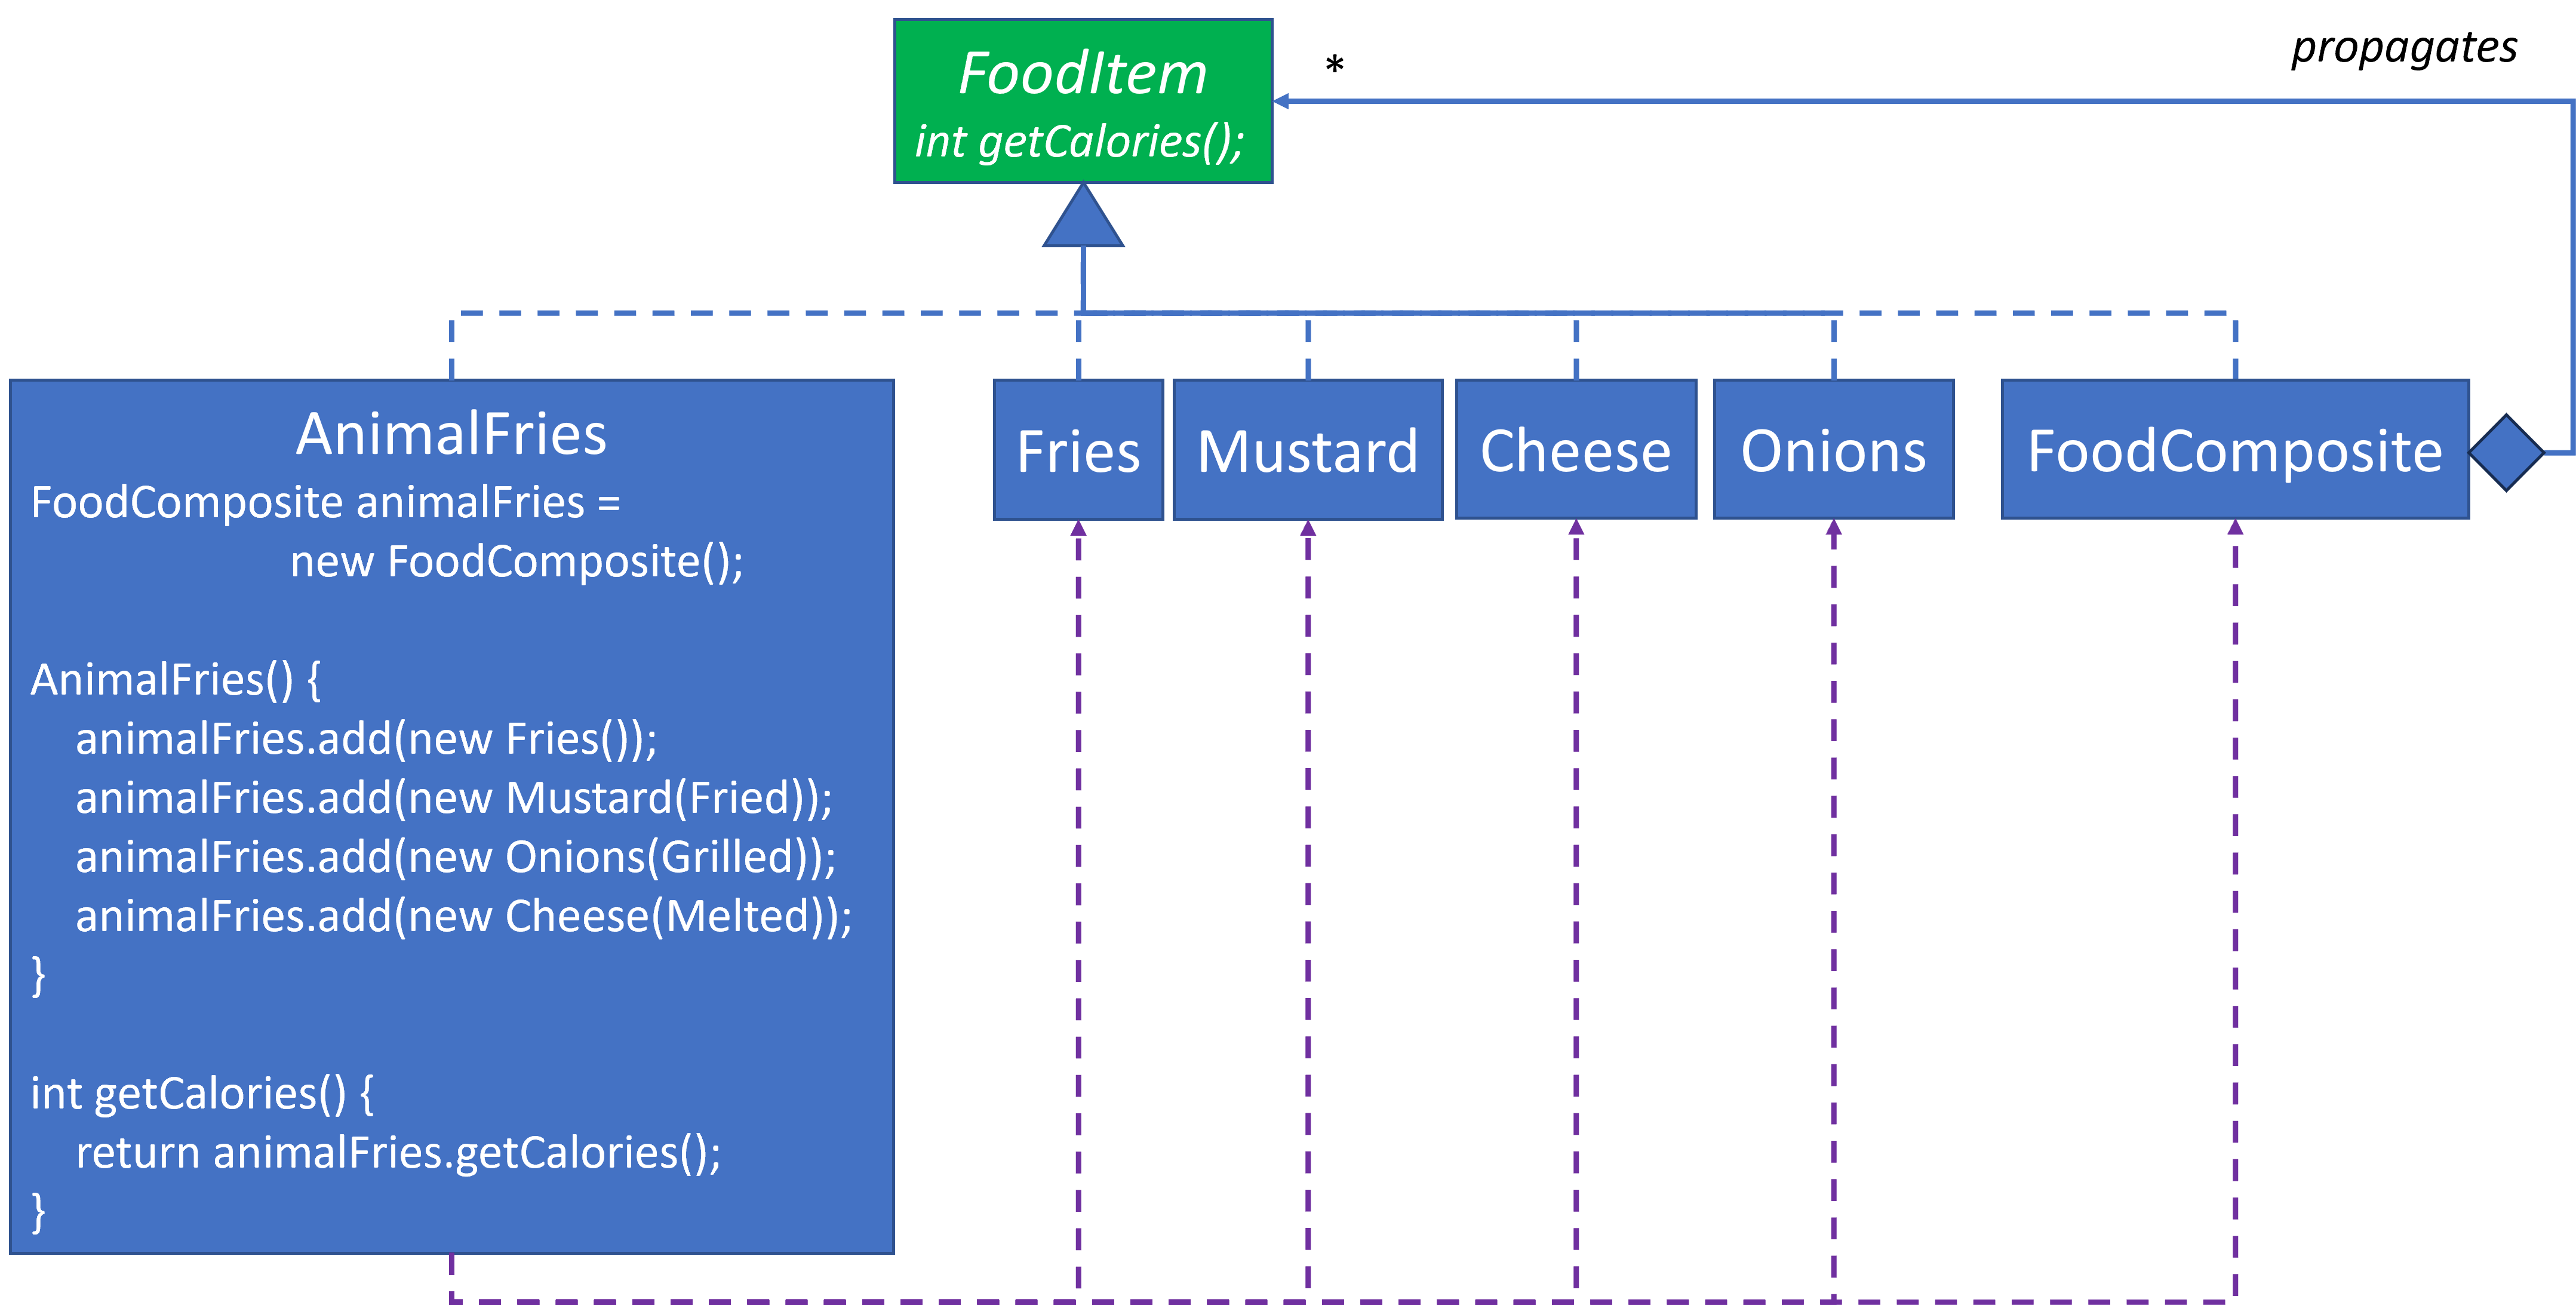 FoodItem
int getCalories();
*
propagates
AnimalFries
FoodComposite animalFries =
new FoodComposite();
AnimalFries() {
animalFries.add(new Fries());
animalFries.add(new Mustard(Fried));
animalFries.add(new Onions(Grilled));
animalFries.add(new Cheese(Melted));
}
int getCalories() {
return animalFries.getCalories();
}
Fries
Mustard
Cheese
Onions
FoodComposite